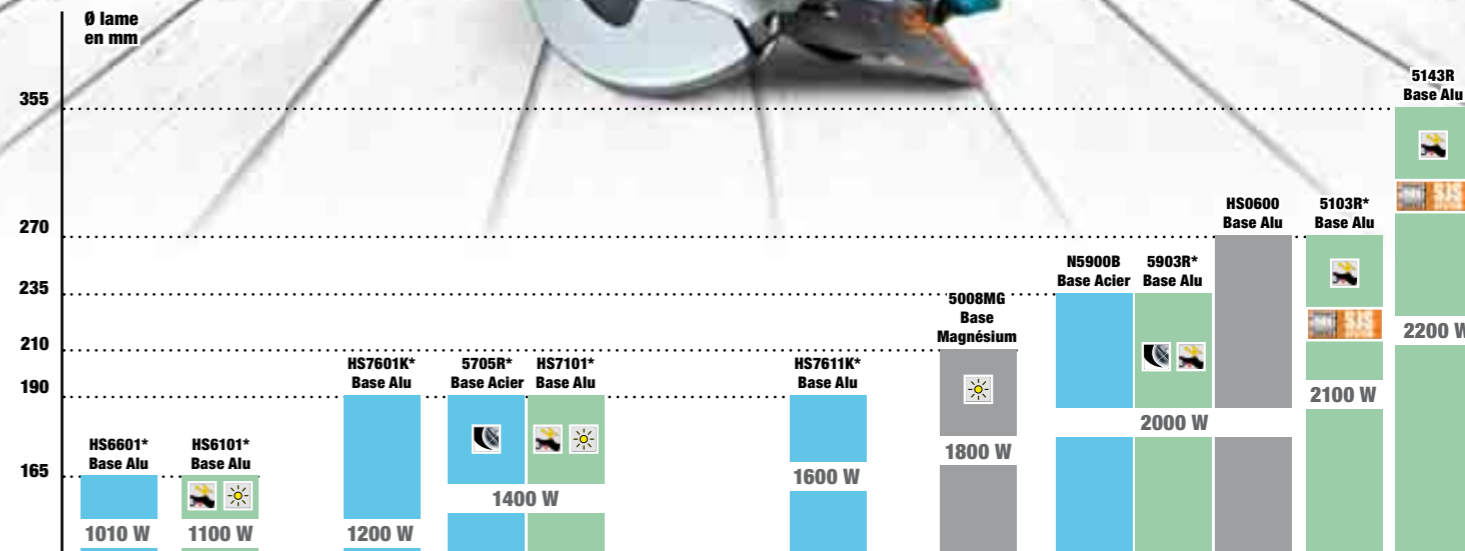 Ø lame
en mm
355
270
235
210
190
165
HS6601*
Base Alu
1010 W
HS6101*
Base Alu
1100 W
HS7601K*
Base Alu
1200 W
5705R*
Base Acier
HS7101*
Base Alu
1400 W
HS7611K*
Base Alu
1600 W
5008MG
Base
Magnésium
1800 W
N5900B
Base Acier
5903R*
Base Alu
HS0600
Base Alu
2000 W
5103R*
Base Alu
SJS
2100 W
5143R
Base Alu
SJS
2200 W